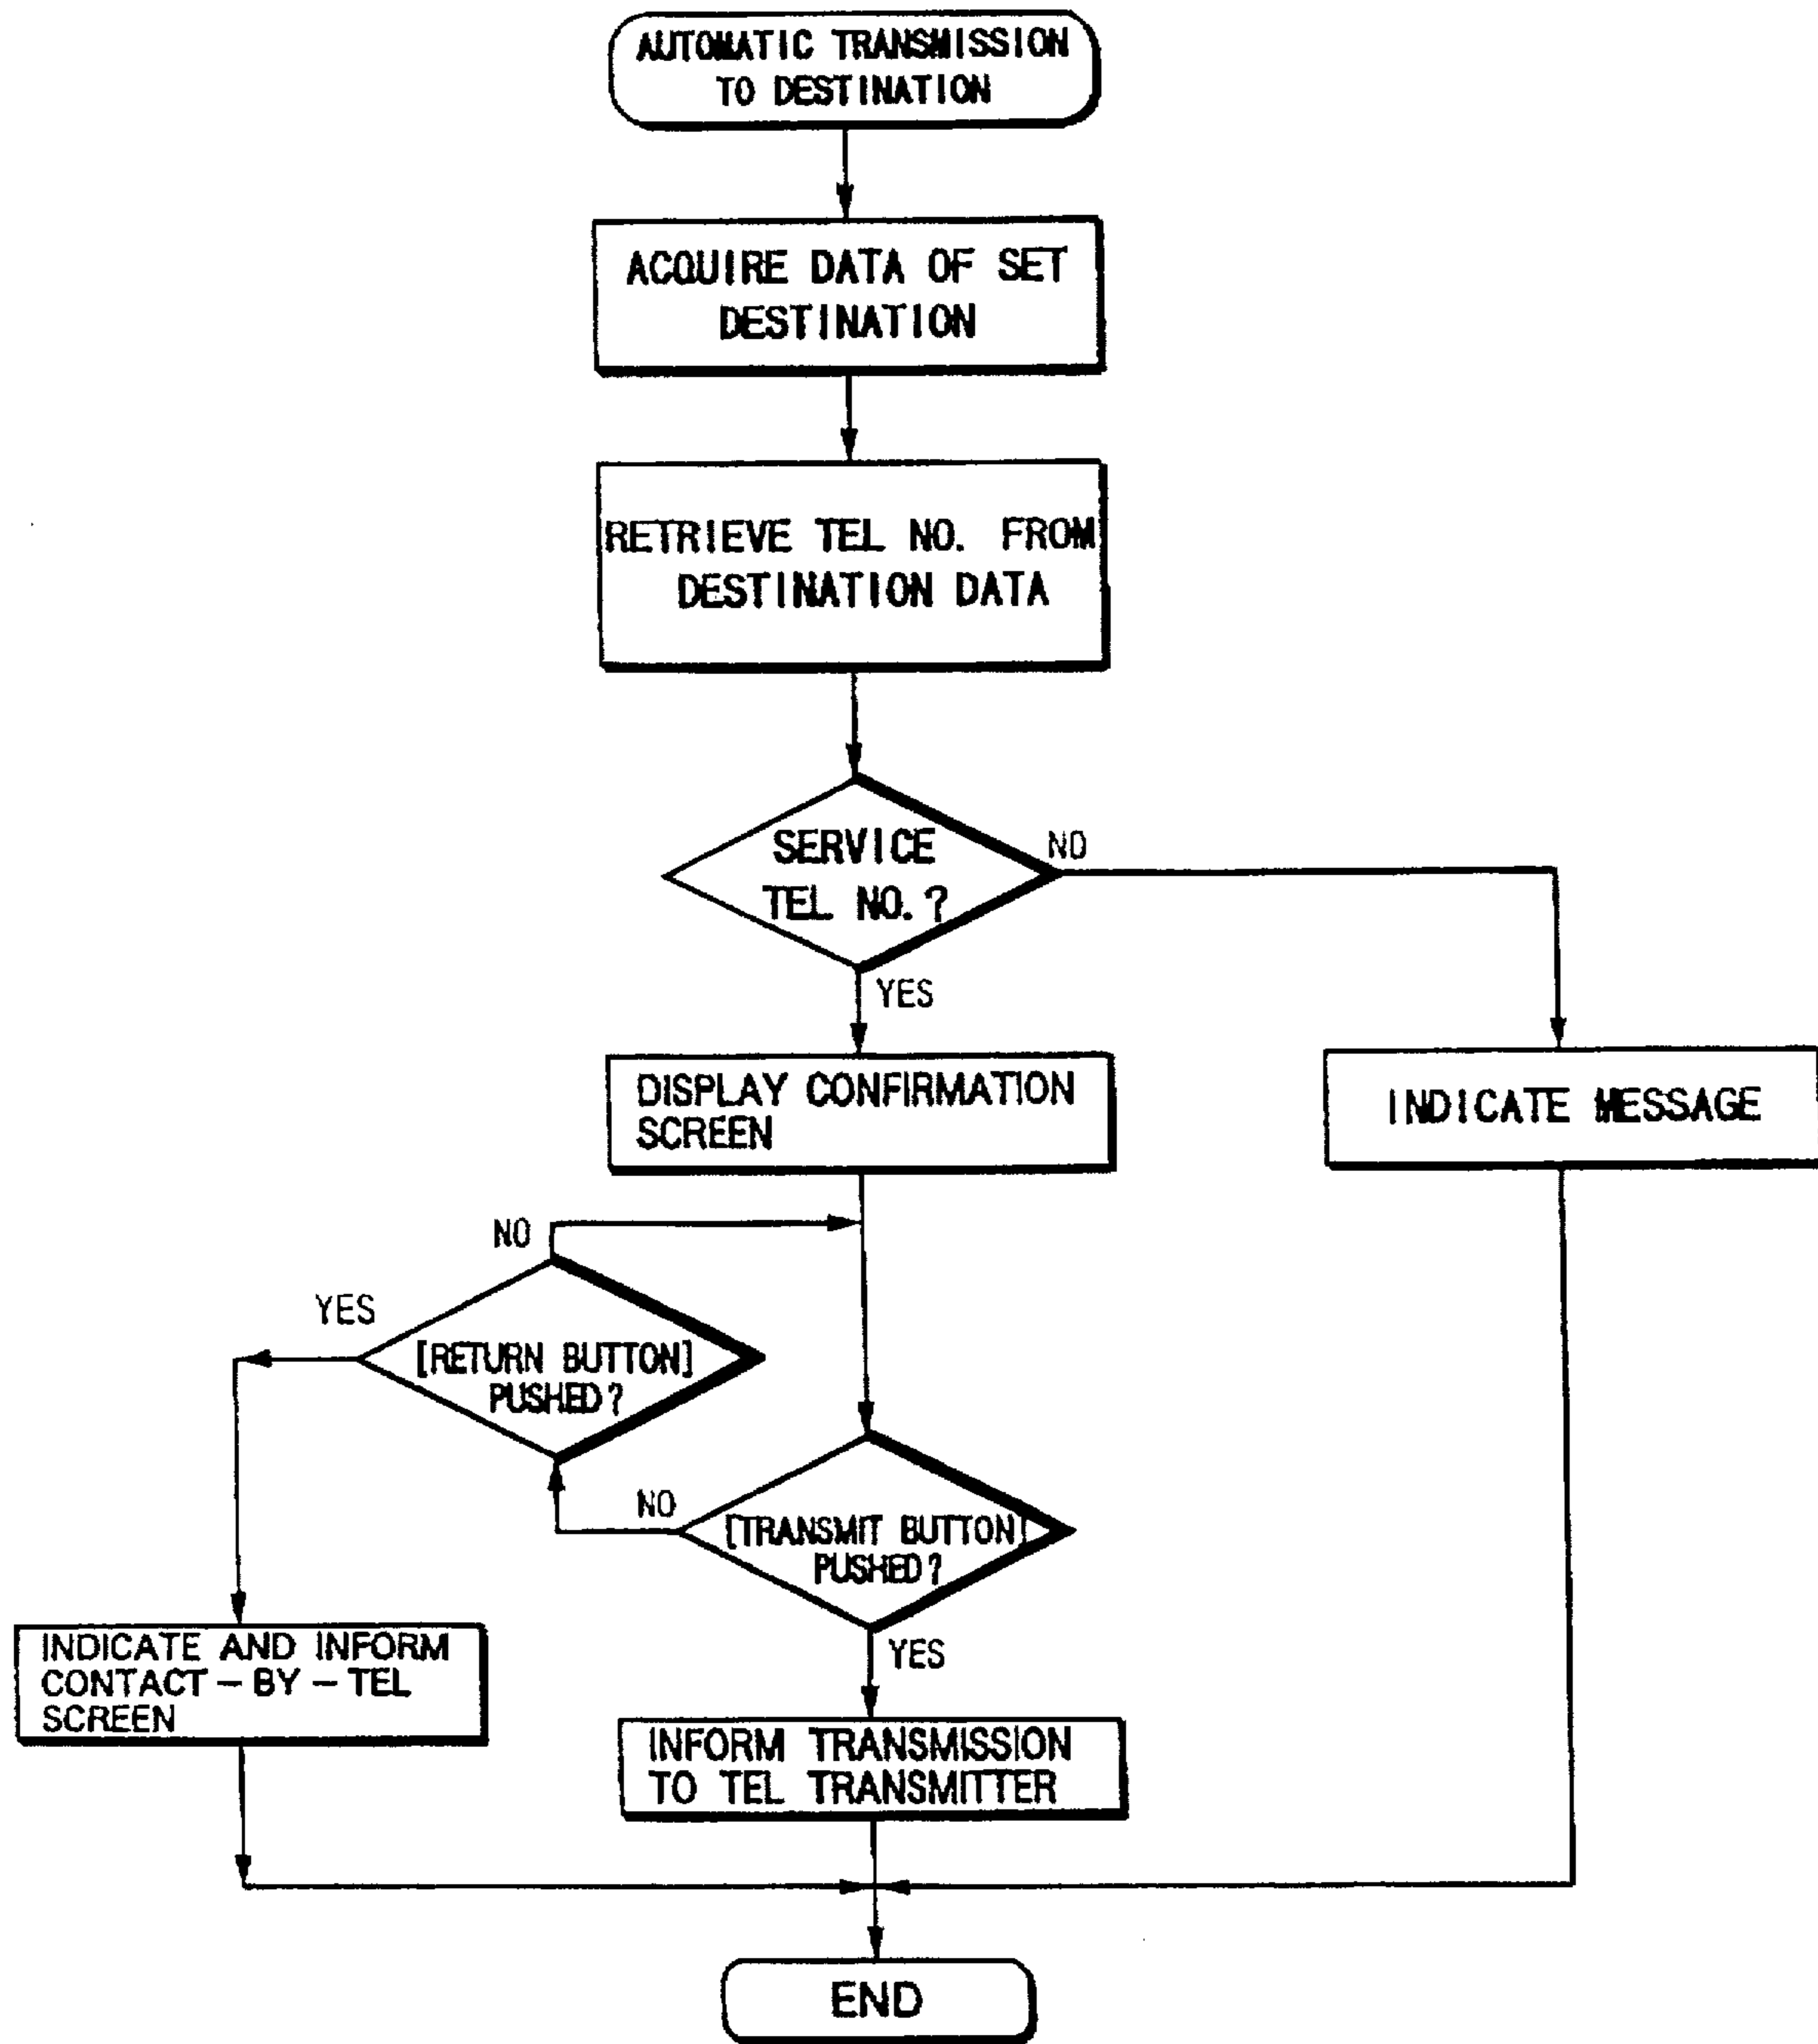 AUTOMATIC TRANSMISSION
TO DESTINATION
ACQUIRE DATA OF SET
DESTINATION
RETRIEVE TEL NO. FROM
DESTINATION DATA
SERVICE
TEL NO.?
NO
YES
DISPLAY CONFIRMATION
SCREEN
INDICATE MESSAGE
NO
YES
[RETURN BUTTON]
PUSHED?
NO
[TRANSMIT BUTTON]
PUSHED?
YES
INDICATE AND INFORM
CONTACT-BY-TEL
SCREEN
INFORM TRANSMISSION
TO TEL TRANSMITTER
END